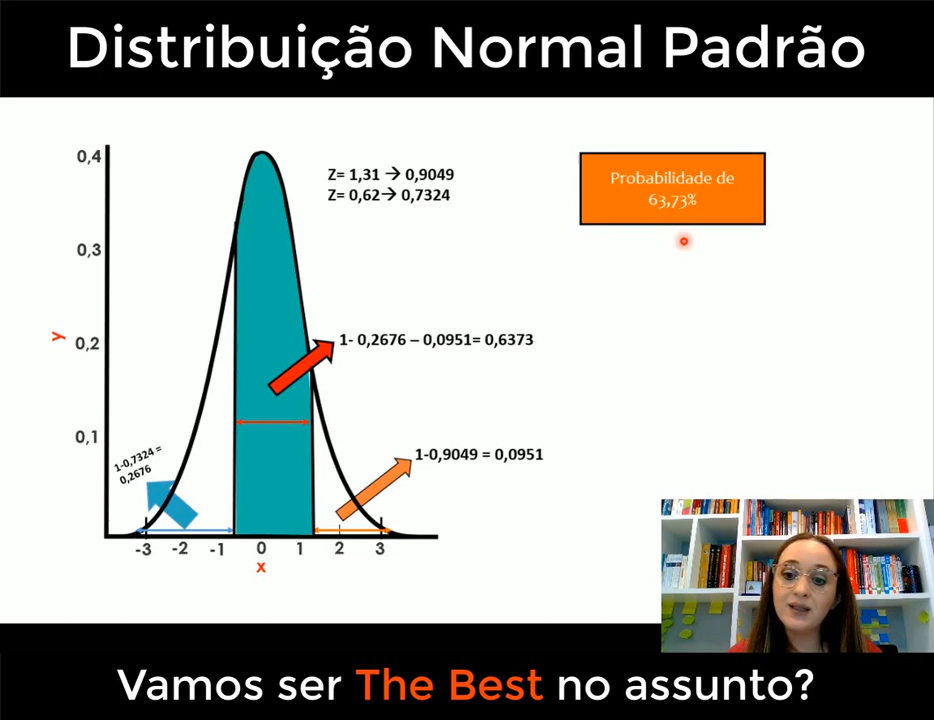 Distribuição Normal Padrão
0,4
0,3
0,2
0,1
y
Z= 1,31 → 0,9049
Z= 0,62→ 0,7324
Probabilidade de
63,73%
1- 0,2676 – 0,0951= 0,6373
1-0,9049 = 0,0951
1-0,7324 =
0,2676
-3 -2 -1 0 1 2 3
x
Vamos ser The Best no assunto?